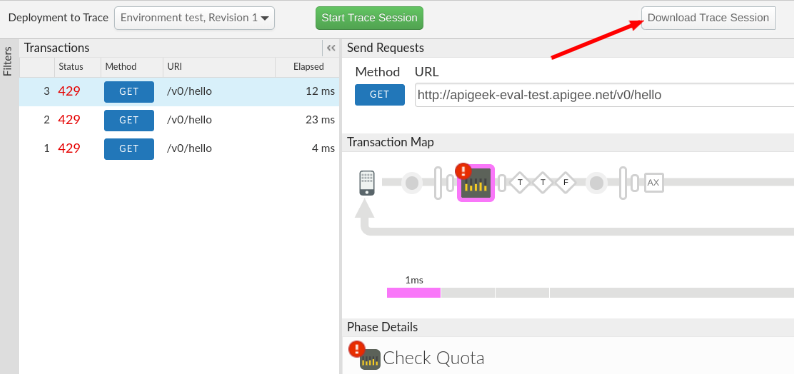 Deployment to Trace Environment test, Revision 1 Start Trace Session Download Trace Session
Filters
Transactions
Status Method URI Elapsed
3 429 GET /v0/hello 12 ms
2 429 GET /v0/hello 23 ms
1 429 GET /v0/hello 4 ms
Send Requests
Method URL
GET http://apigeek-eval-test.apigee.net/v0/hello
Transaction Map
! T T F AX
1ms
Phase Details
! Check Quota